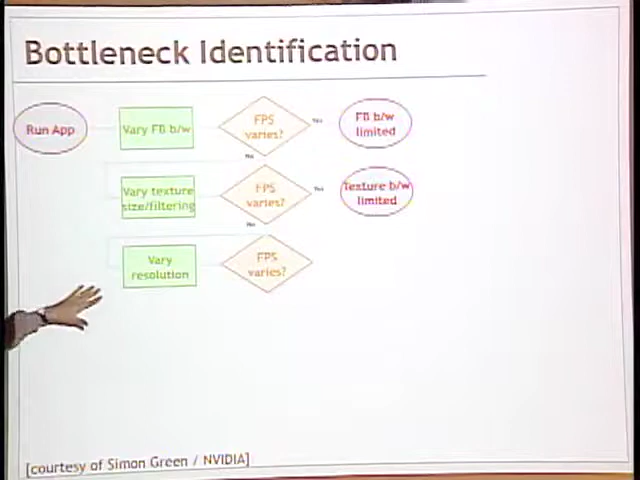 Bottleneck Identification
Run App
Vary FB b/w
FPS
varies?
Yes
FB b/w
limited
No
Vary texture
size/filtering
FPS
varies?
Yes
Texture b/w
limited
No
Vary
resolution
FPS
varies?
[courtesy of Simon Green / NVIDIA]